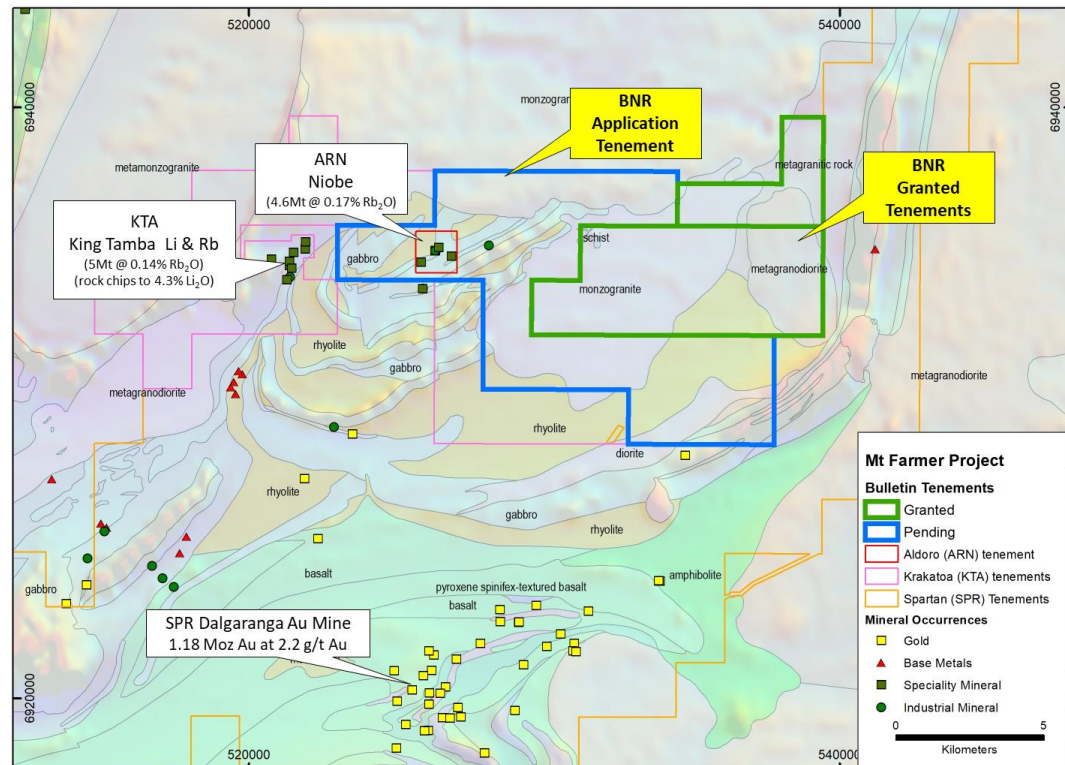 520000
540000
6940000
6940000
monzogran
BNR
Application
Tenement
metamonzogranite
ARN
Niobe
(4.6Mt @ 0.17% Rb₂O)
metagranitic rock
BNR
Granted
Tenements
KTA
King Tamba Li & Rb
(5Mt @ 0.14% Rb₂O)
(rock chips to 4.3% Li₂O)
schist
gabbro
metagranodiorite
monzogranite
rhyolite
gabbro
metagranodiorite
metagranodiorite
rhyolite
diorite
rhyolite
gabbro
rhyolite
basalt
amphibolite
gabbro
pyroxene spinifex-textured basalt
basalt
SPR Dalgaranga Au Mine
1.18 Moz Au at 2.2 g/t Au
6920000
520000
540000
Mt Farmer Project
Bulletin Tenements
Granted
Pending
Aldoro (ARN) tenement
Krakatoa (KTA) tenements
Spartan (SPR) Tenements
Mineral Occurrences
Gold
Base Metals
Speciality Mineral
Industrial Mineral
0
5
Kilometers